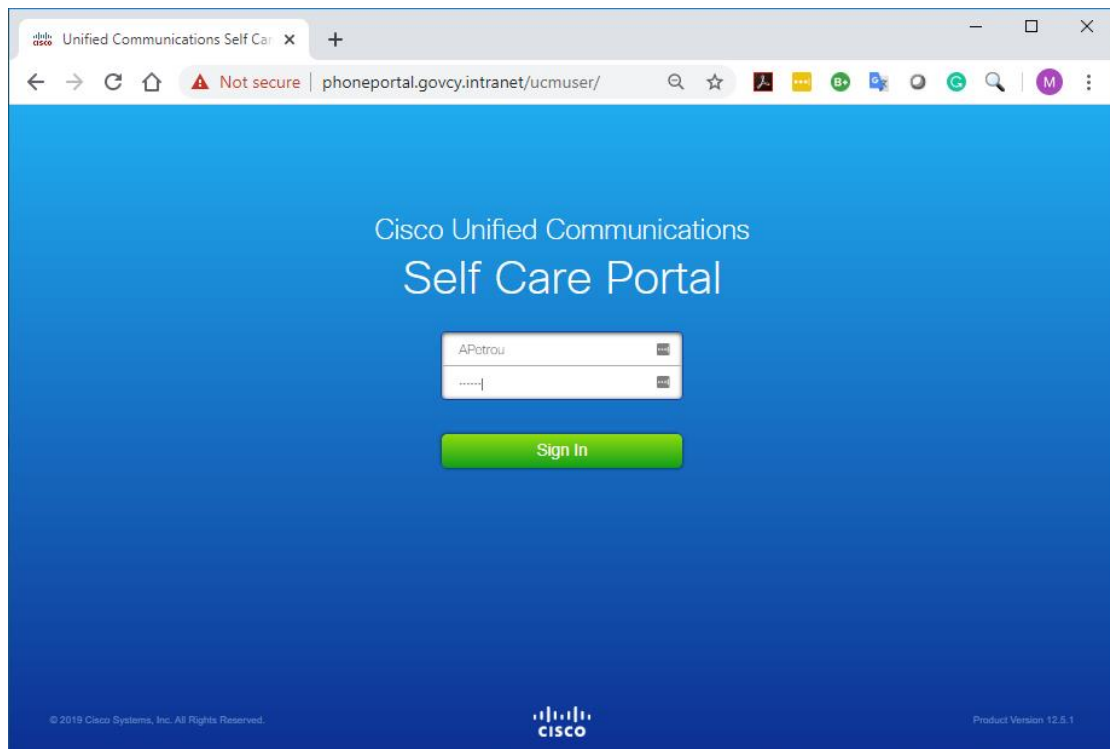 Unified Communications Self Car
Not secure | phoneportal.govcy.intranet/ucmuser/
B+
G
M
Cisco Unified Communications
Self Care Portal
APetrou
······
Sign In
© 2019 Cisco Systems, Inc. All Rights Reserved.
CISCO
Product Version 12.5.1